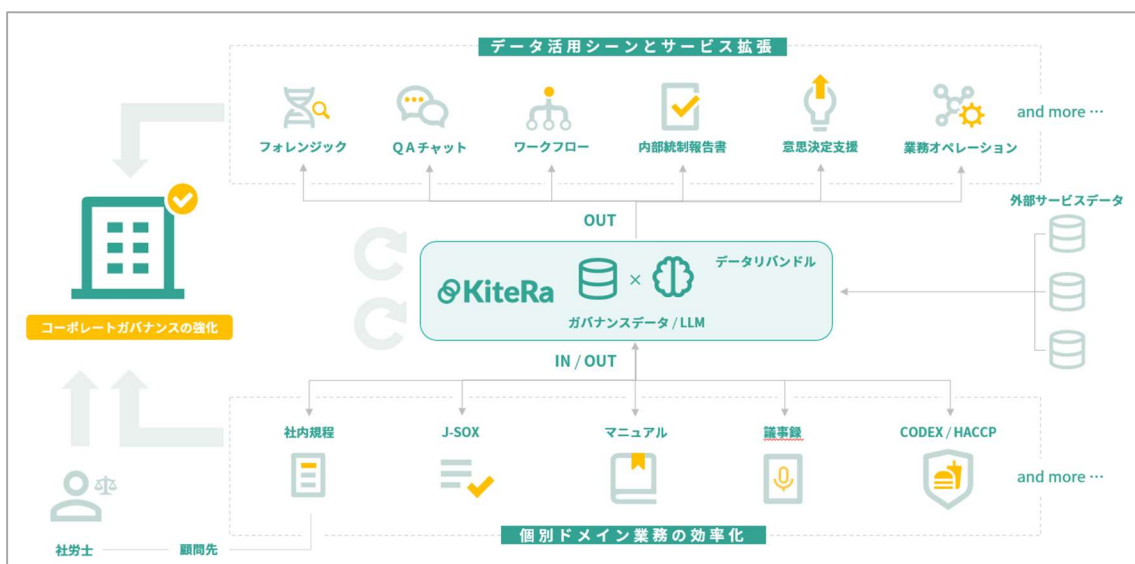 データ活用シーンとサービス拡張
フォレンジック
QAチャット
ワークフロー
内部統制報告書
意思決定支援
業務オペレーション
and more …
外部サービスデータ
OUT
KiteRa
×
データリバンドル
ガバナンスデータ / LLM
コーポレートガバナンスの強化
IN / OUT
社内規程
J-SOX
マニュアル
議事録
CODEX / HACCP
and more …
個別ドメイン業務の効率化
社労士
顧問先